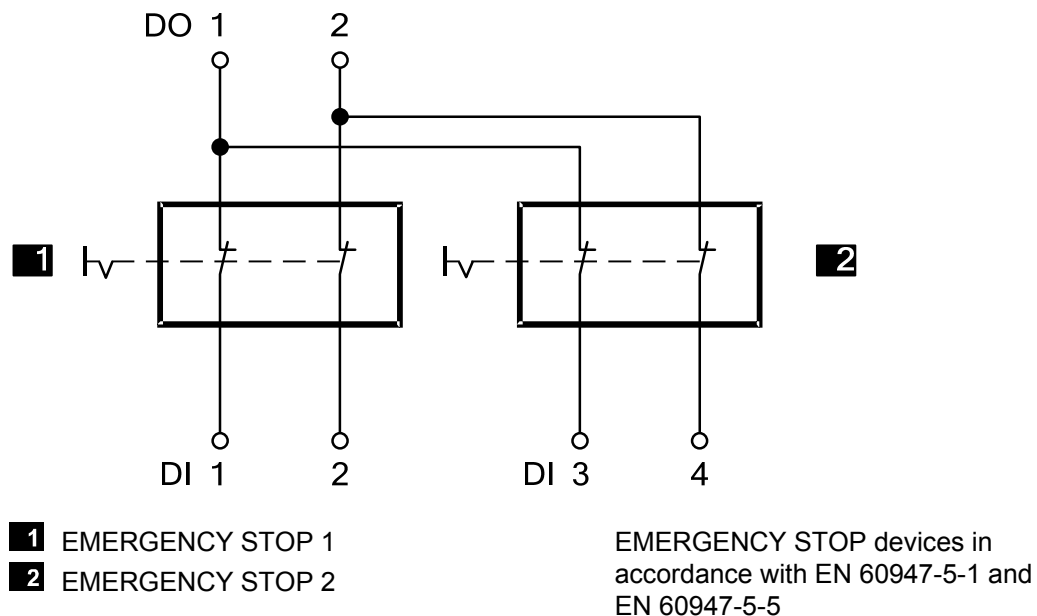 DO 1 2
1
2
DI 1 2 DI 3 4
1 EMERGENCY STOP 1
2 EMERGENCY STOP 2
EMERGENCY STOP devices in
accordance with EN 60947-5-1 and
EN 60947-5-5